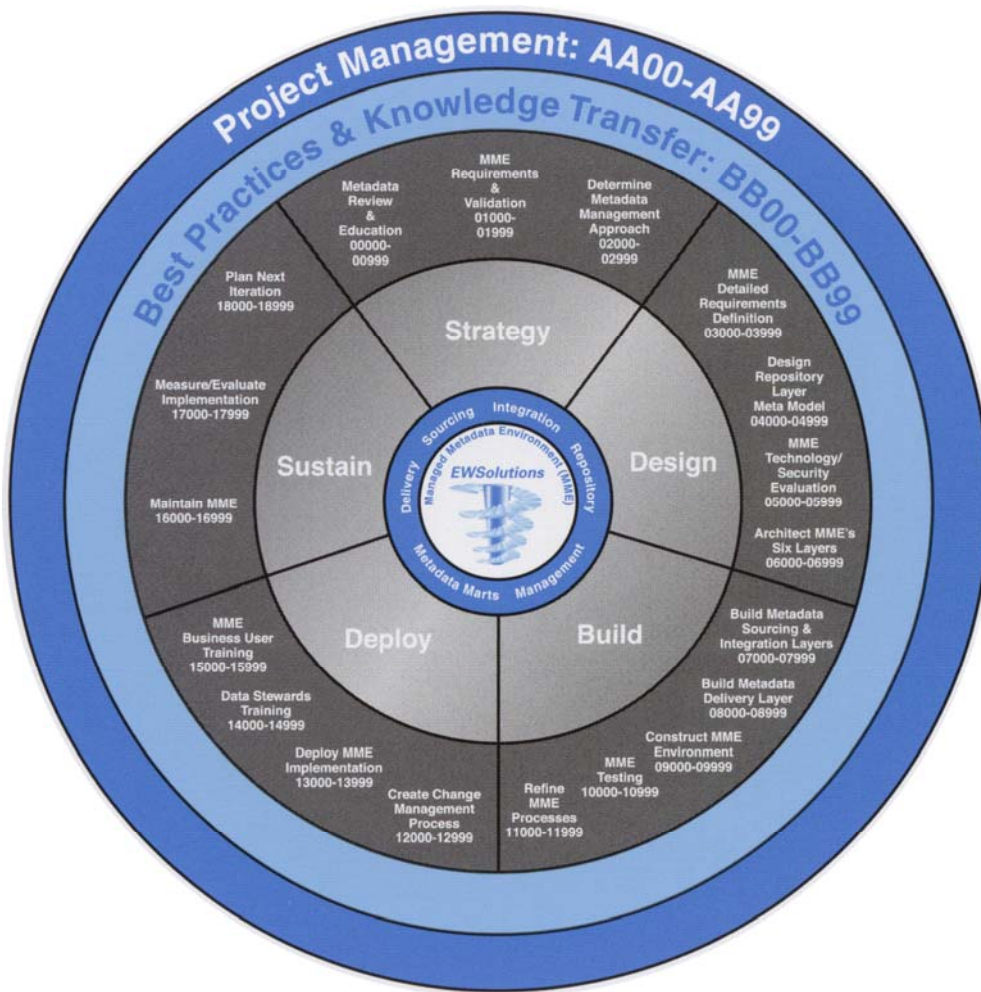 Project Management: AA00-AA99
Best Practices & Knowledge Transfer: BB00-BB99
Metadata
Review
&
Education
00000-
00999
MME
Requirements
&
Validation
01000-
01999
Determine
Metadata
Management
Approach
02000-
02999
MME
Detailed
Requirements
Definition
03000-03999
Design
Repository
Layer
Meta Model
04000-04999
MME
Technology/
Security
Evaluation
05000-05999
Architect MME's
Six Layers
06000-06999
Build Metadata
Sourcing &
Integration Layers
07000-07999
Build Metadata
Delivery Layer
08000-08999
Construct MME
Environment
09000-09999
MME
Testing
10000-10999
Refine
MME
Processes
11000-11999
Create Change
Management
Process
12000-12999
Deploy MME
Implementation
13000-13999
Data Stewards
Training
14000-14999
MME
Business User
Training
15000-15999
Maintain MME
16000-16999
Measure/Evaluate
Implementation
17000-17999
Plan Next
Iteration
18000-18999
Strategy
Design
Build
Deploy
Sustain
Sourcing
Integration
Repository
Management
Metadata Marts
Delivery
Managed Metadata Environment (MME)
EWSolutions